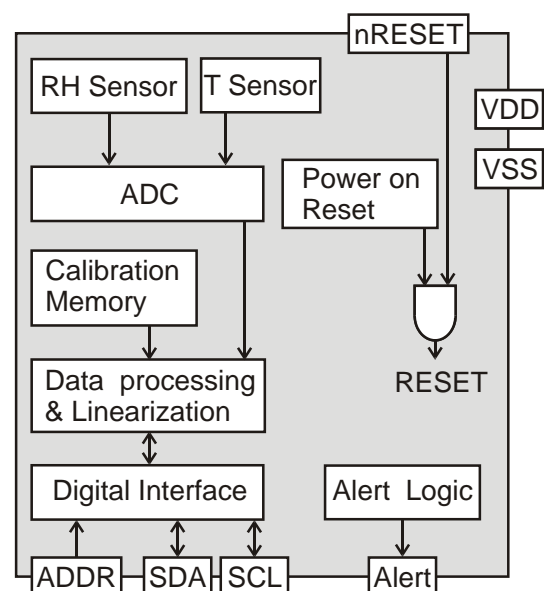 nRESET
RH Sensor
T Sensor
VDD
VSS
ADC
Power on
Reset
Calibration
Memory
Data processing
& Linearization
RESET
Digital Interface
Alert Logic
ADDR
SDA
SCL
Alert